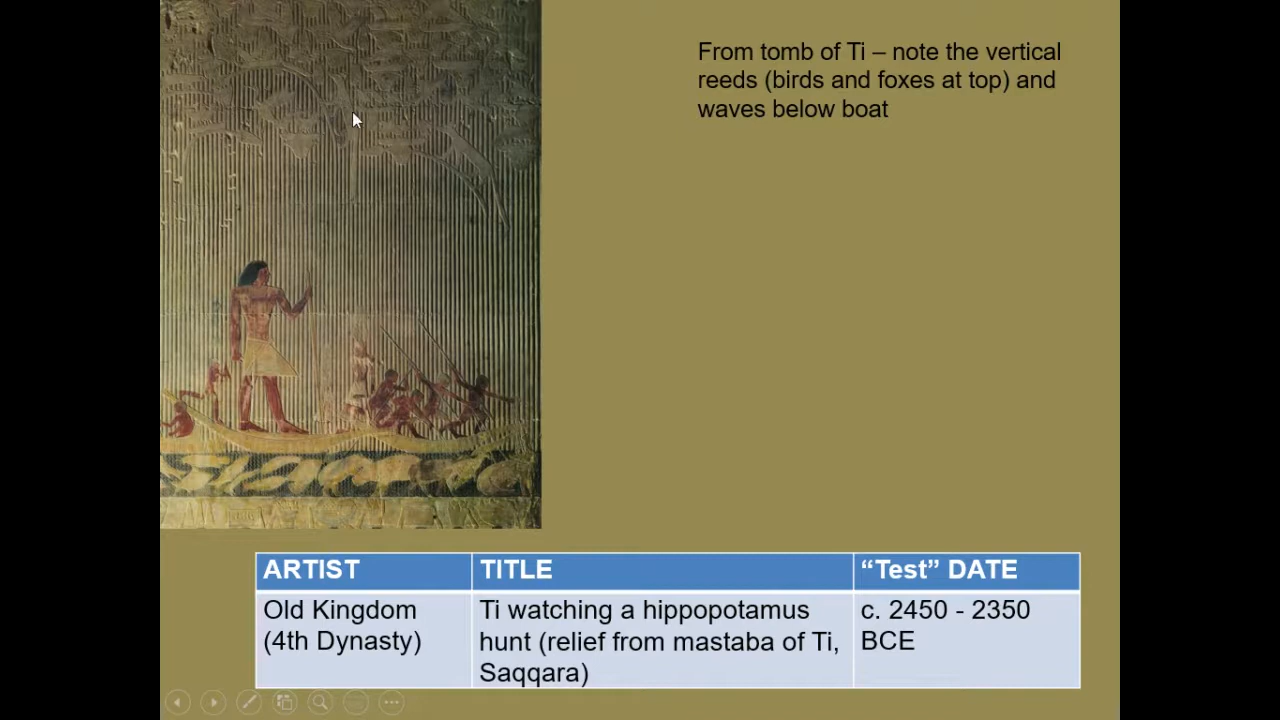 From tomb of Ti – note the vertical
reeds (birds and foxes at top) and
waves below boat
ARTIST
TITLE
“Test” DATE
Old Kingdom
(4th Dynasty)
Ti watching a hippopotamus
hunt (relief from mastaba of Ti,
Saqqara)
c. 2450 - 2350
BCE